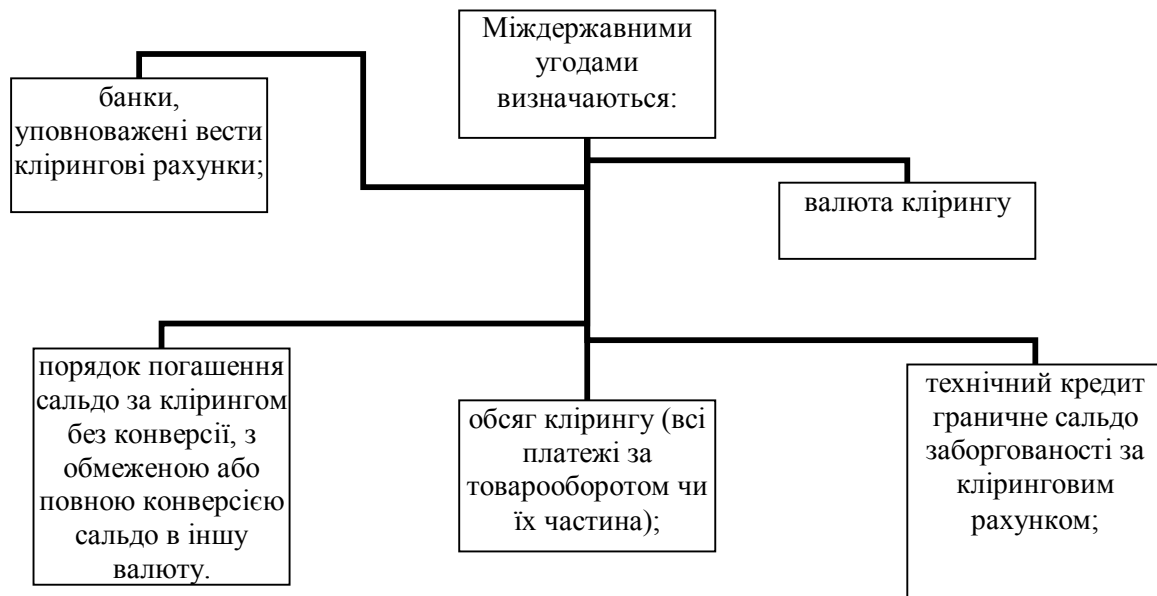 Міждержавними
угодами
визначаються:
банки,
уповноважені вести
клірингові рахунки;
валюта клірингу
порядок погашення
сальдо за клірингом
без конверсії, з
обмеженою або
повною конверсією
сальдо в іншу
валюту.
обсяг клірингу (всі
платежі за
товарооборотом чи
їх частина);
технічний кредит
граничне сальдо
заборгованості за
кліринговим
рахунком;